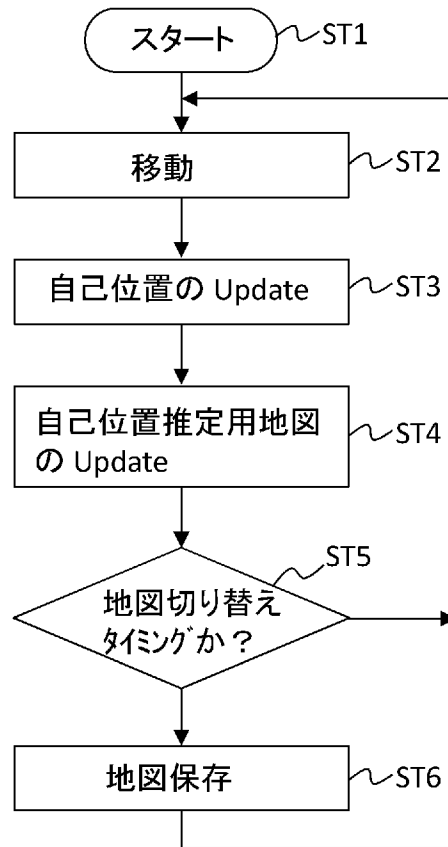 スタート
ST1
移動
ST2
自己位置の Update
ST3
自己位置推定用地図
の Update
ST4
ST5
地図切り替え
ﾀｲﾐﾝｸﾞか？
地図保存
ST6